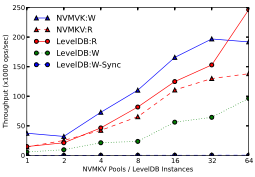 250
200
150
100
50
0
NVMVK:W
NVMKV:R
LevelDB:R
LevelDB:W
LevelDB:W-Sync
Throughput (x1000 ops/sec)
1 2 4 8 16 32 64
NVMKV Pools / LevelDB Instances